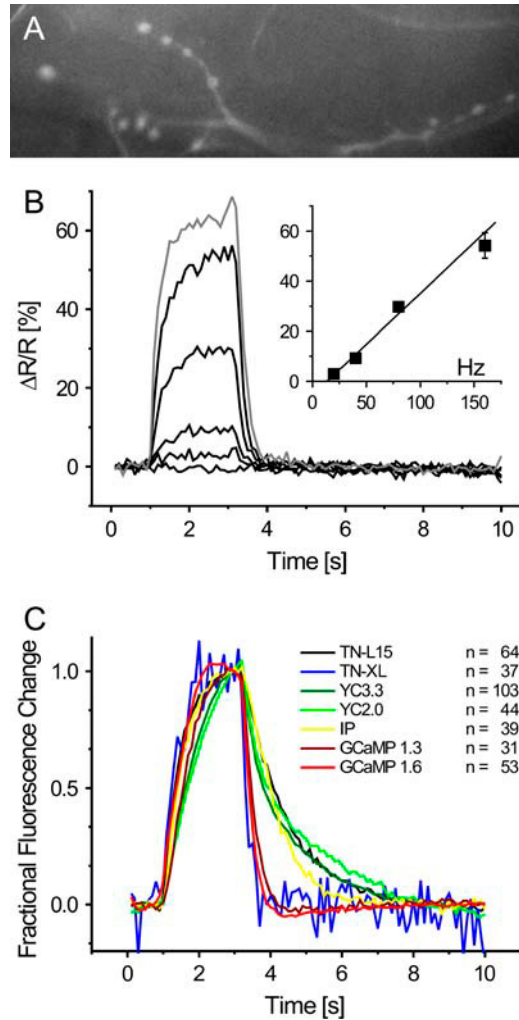 A
B
60
40
20
0
ΔR/R [%]
0 2 4 6 8 10
Time [s]
60
40
20
0
Hz
0 50 100 150
C
1.0
0.5
0.0
Fractional Fluorescence Change
TN-L15 n = 64
TN-XL n = 37
YC3.3 n = 103
YC2.0 n = 44
IP n = 39
GCaMP 1.3 n = 31
GCaMP 1.6 n = 53
0 2 4 6 8 10
Time [s]